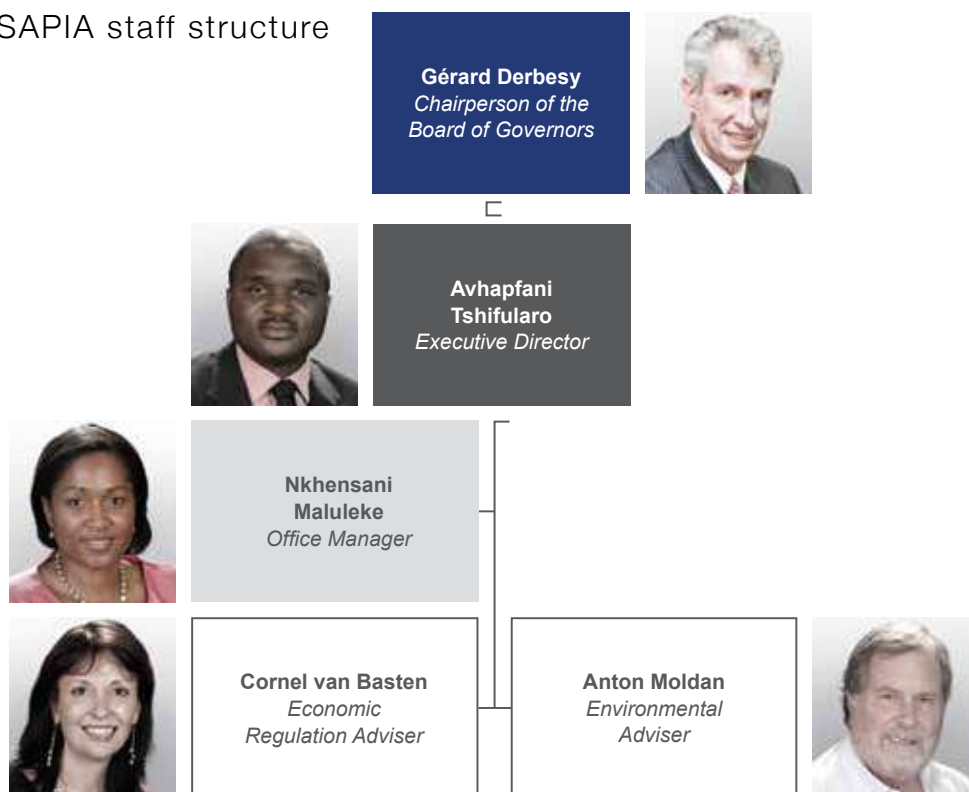 SAPIA staff structure
Gérard Derbesy
Chairperson of the
Board of Governors
Avhapfani
Tshifularo
Executive Director
Nkhensani
Maluleke
Office Manager
Cornel van Basten
Economic
Regulation Adviser
Anton Moldan
Environmental
Adviser